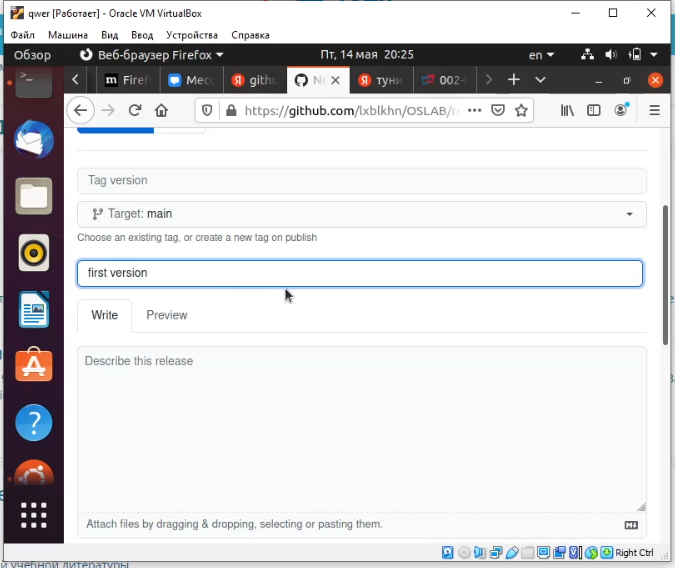 qwer [Работает] - Oracle VM VirtualBox
Файл Машина Вид Ввод Устройства Справка
Обзор Веб-браузер Firefox Пт, 14 мая 20:25 en
Firef Месс githu Ne туни 002-
https://github.com/lxblkhn/OSLAB/r
Tag version
Target: main
Choose an existing tag, or create a new tag on publish
first version
Write Preview
Describe this release
Attach files by dragging & dropping, selecting or pasting them.
Right Ctrl
й учебной литературы